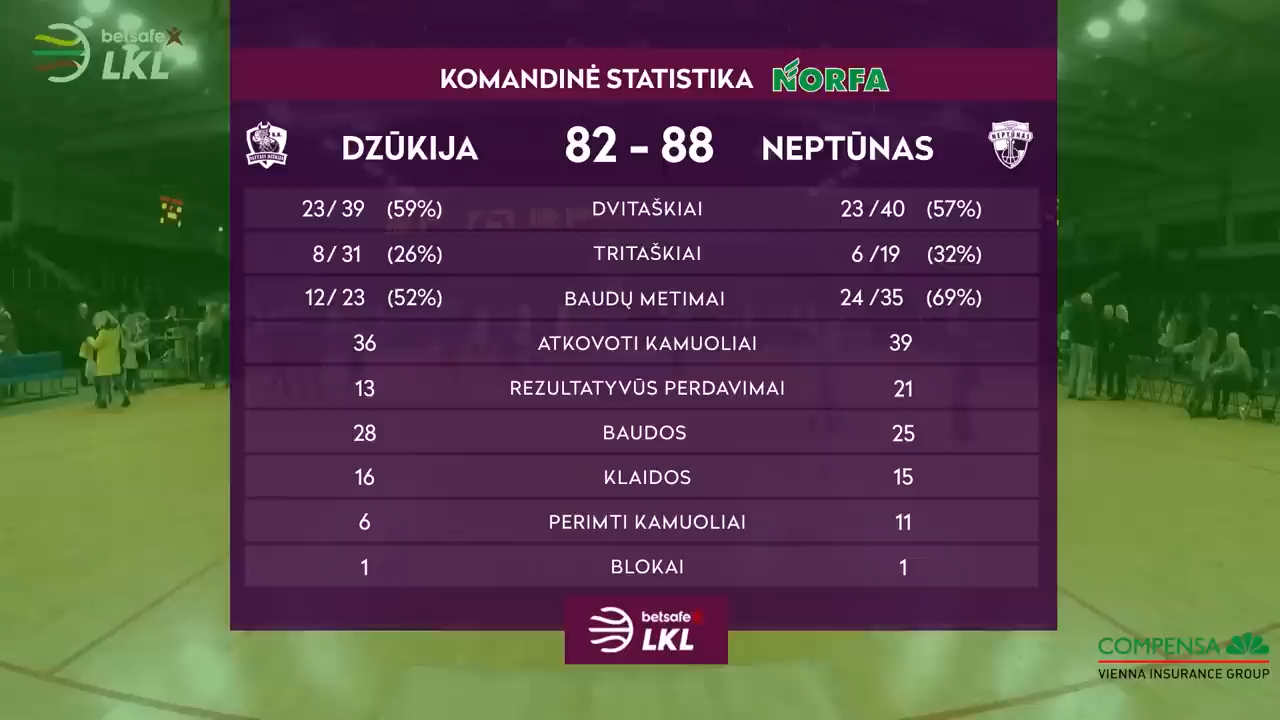 betsafe
LKL
KOMANDINĖ STATISTIKA NORFA
DZŪKIJA 82 - 88 NEPTŪNAS
23/39 (59%) DVITAŠKIAI 23/40 (57%)
8/31 (26%) TRITAŠKIAI 6/19 (32%)
12/23 (52%) BAUDŲ METIMAI 24/35 (69%)
36 ATKOVOTI KAMUOLIAI 39
13 REZULTATYVŪS PERDAVIMAI 21
28 BAUDOS 25
16 KLAIDOS 15
6 PERIMTI KAMUOLIAI 11
1 BLOKAI 1
betsafe
LKL
COMPENSA
VIENNA INSURANCE GROUP